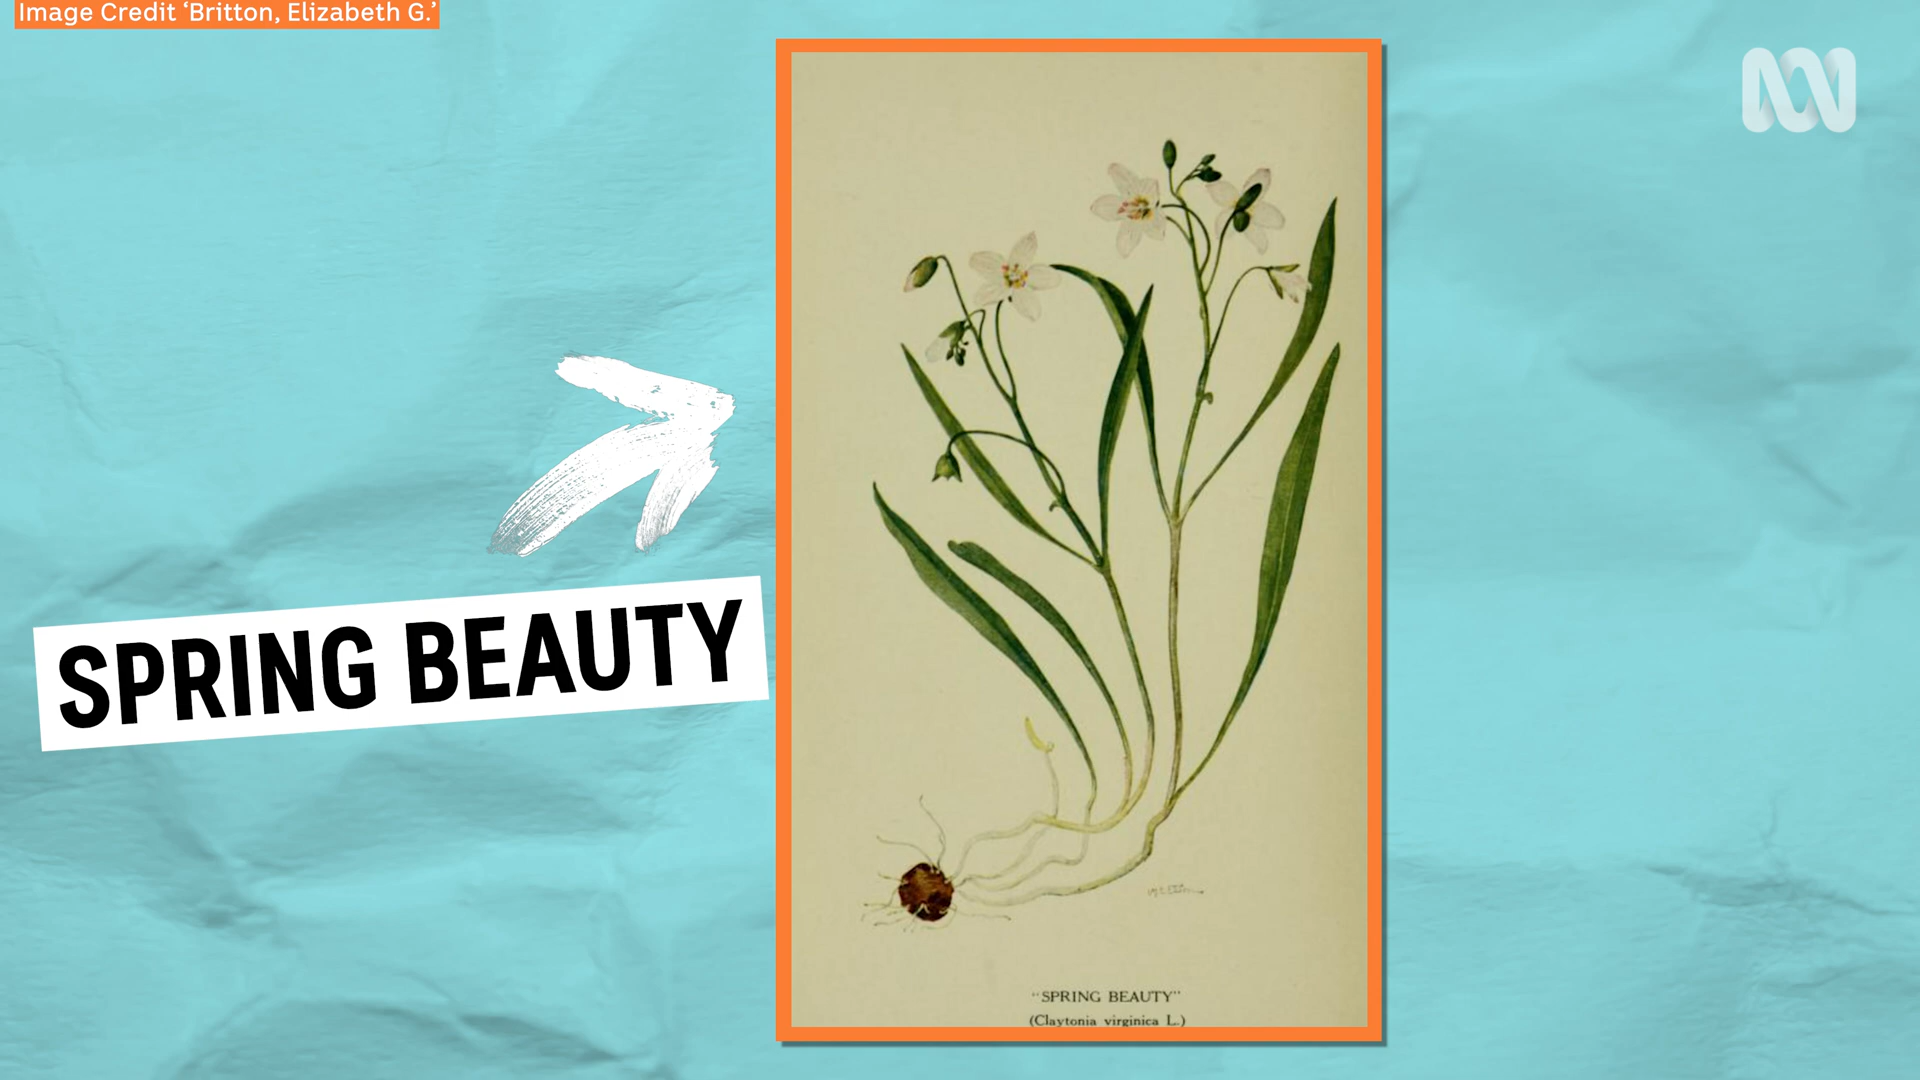 Image Credit ‘Britton, Elizabeth G.’
SPRING BEAUTY
“SPRING BEAUTY”
(Claytonia virginica L.)